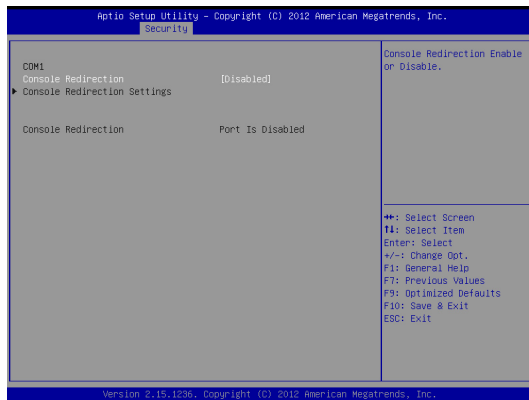 Aptio Setup Utility – Copyright (C) 2012 American Megatrends, Inc.
Security
COM1
Console Redirection [Disabled]
Console Redirection Settings
Console Redirection Port Is Disabled
Console Redirection Enable
or Disable.
↔: Select Screen
↑↓: Select Item
Enter: Select
+/-: Change Opt.
F1: General Help
F7: Previous Values
F9: Optimized Defaults
F10: Save & Exit
ESC: Exit
Version 2.15.1236. Copyright (C) 2012 American Megatrends, Inc.